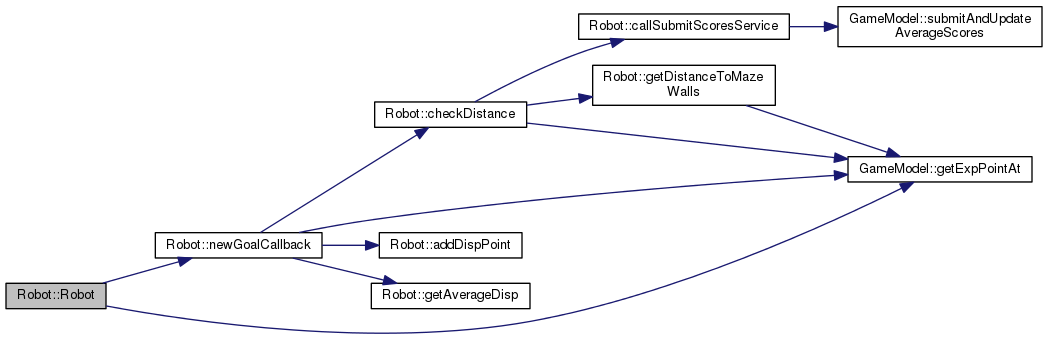 Robot::callSubmitScoresService
GameModel::submitAndUpdate
AverageScores
Robot::getDistanceToMaze
Walls
Robot::checkDistance
GameModel::getExpPointAt
Robot::newGoalCallback
Robot::addDispPoint
Robot::Robot
Robot::getAverageDisp